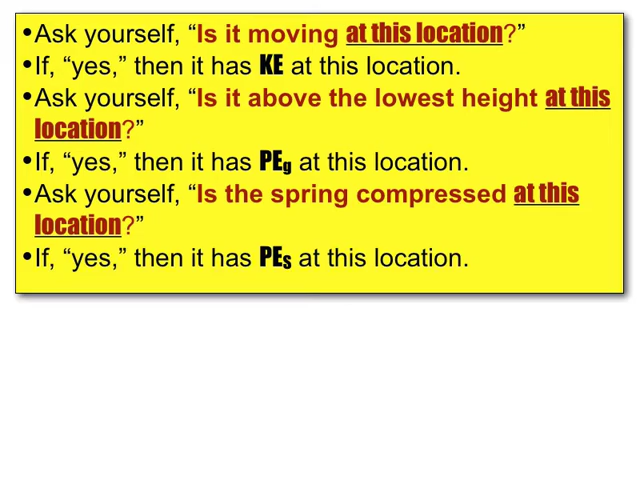 •Ask yourself, “Is it moving at this location?”
•If, “yes,” then it has KE at this location.
•Ask yourself, “Is it above the lowest height at this
location?”
•If, “yes,” then it has PEg at this location.
•Ask yourself, “Is the spring compressed at this
location?”
•If, “yes,” then it has PEs at this location.